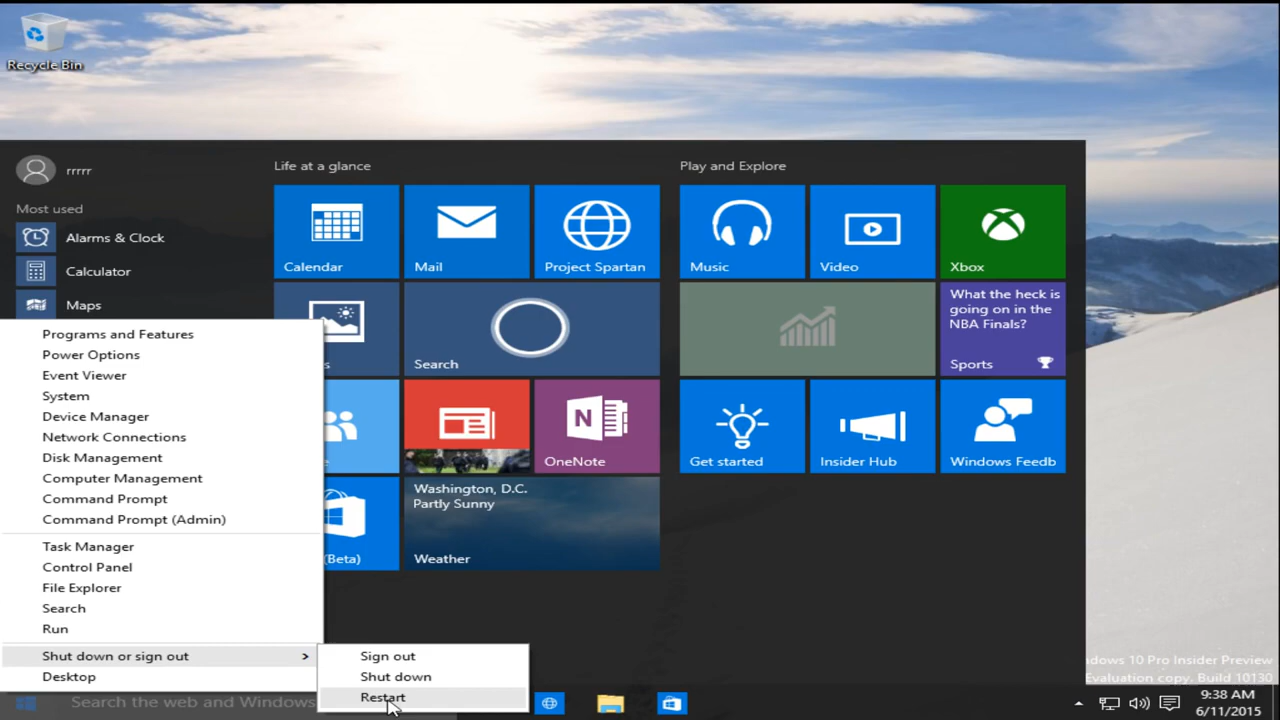 Recycle Bin
rrrrr
Most used
Alarms & Clock
Calculator
Maps
Life at a glance
Calendar
Mail
Project Spartan
Search
OneNote
(Beta)
Washington, D.C.
Partly Sunny
Weather
Play and Explore
Music
Video
Xbox
What the heck is
going on in the
NBA Finals?
Sports
Get started
Insider Hub
Windows Feedb
Programs and Features
Power Options
Event Viewer
System
Device Manager
Network Connections
Disk Management
Computer Management
Command Prompt
Command Prompt (Admin)
Task Manager
Control Panel
File Explorer
Search
Run
Shut down or sign out
Desktop
Sign out
Shut down
Restart
Search the web and Windows
dows 10 Pro Insider Preview
Evaluation copy. Build 10130
9:38 AM
6/11/2015